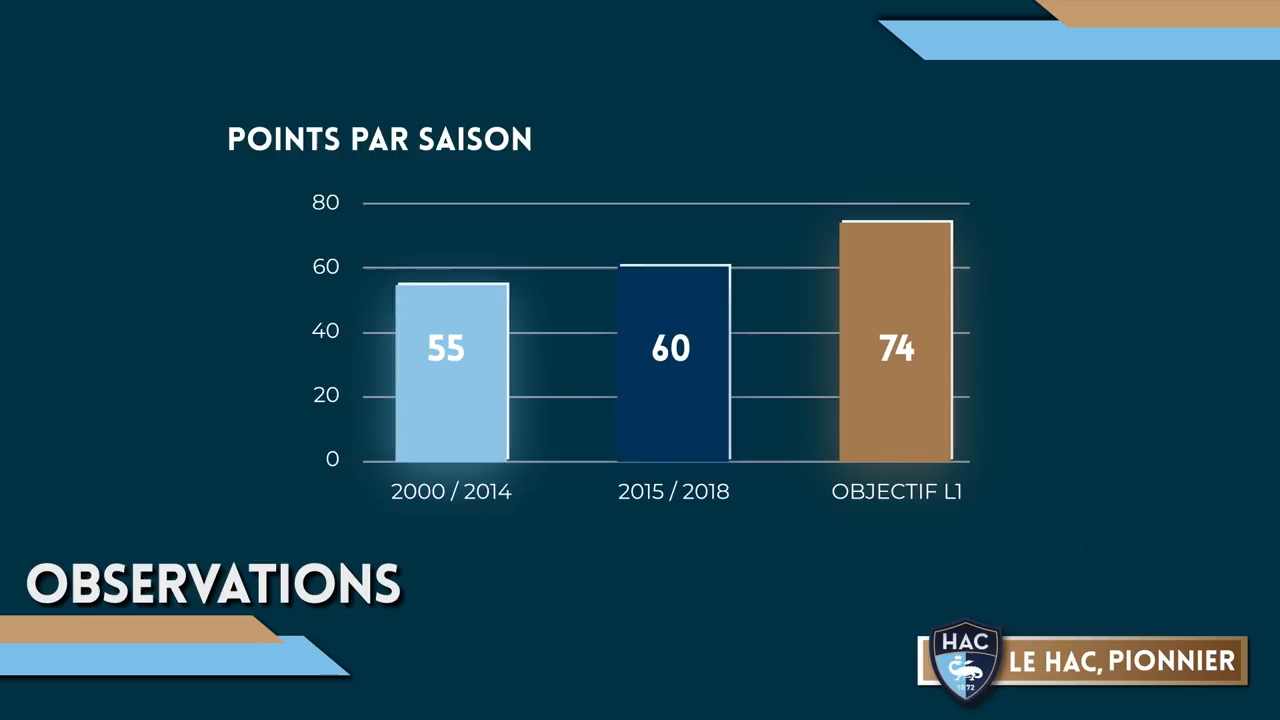 POINTS PAR SAISON
80
60
40
20
0
55
60
74
2000 / 2014
2015 / 2018
OBJECTIF L1
OBSERVATIONS
HAC
1872
LE HAC, PIONNIER